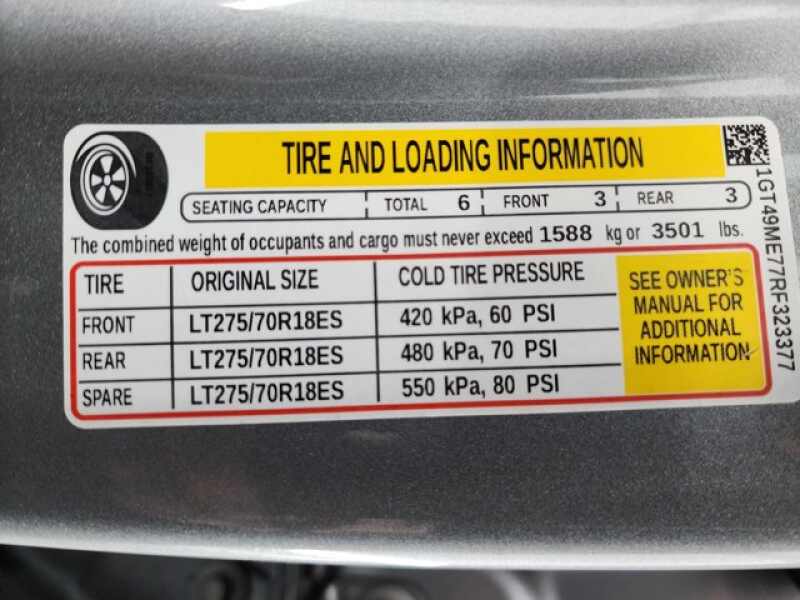 TIRE AND LOADING INFORMATION
SEATING CAPACITY TOTAL 6 FRONT 3 REAR 3
The combined weight of occupants and cargo must never exceed 1588 kg or 3501 lbs.
TIRE ORIGINAL SIZE COLD TIRE PRESSURE
FRONT LT275/70R18ES 420 kPa, 60 PSI
REAR LT275/70R18ES 480 kPa, 70 PSI
SPARE LT275/70R18ES 550 kPa, 80 PSI
SEE OWNER'S
MANUAL FOR
ADDITIONAL
INFORMATION
1GT49ME77RF323377